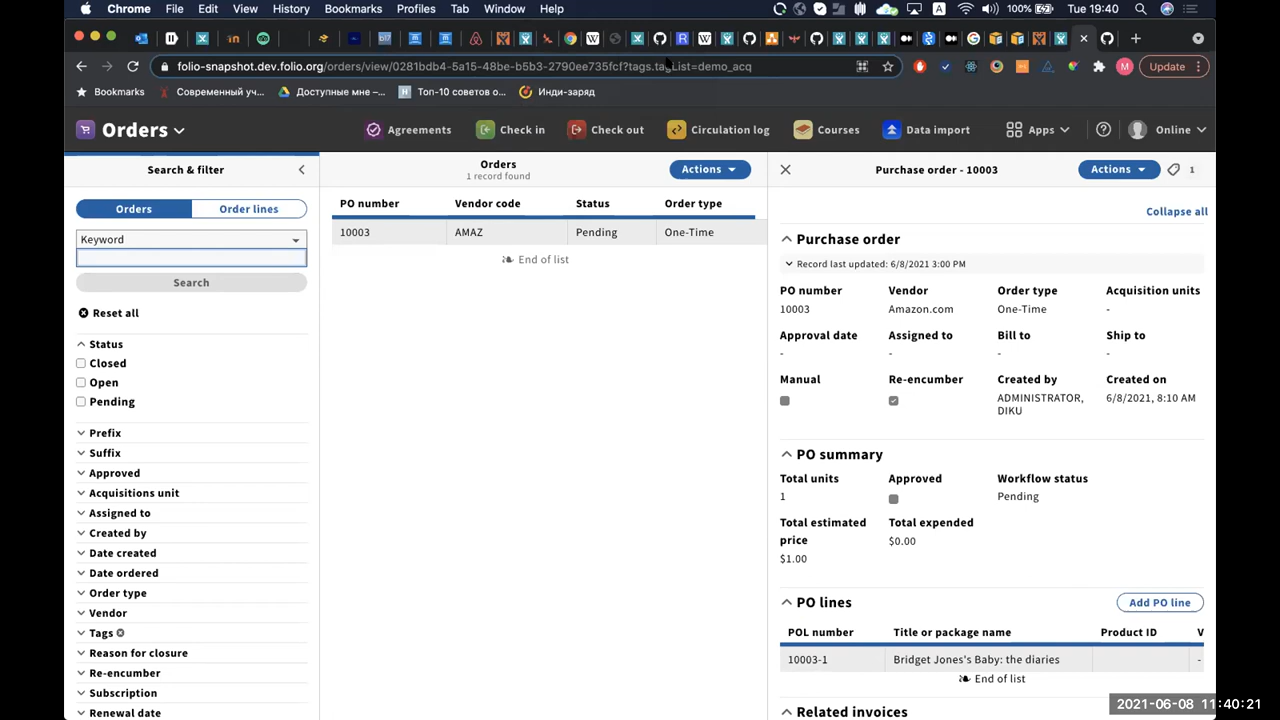 Chrome File Edit View History Bookmarks Profiles Tab Window Help 100% Tue 19:40
folio-snapshot.dev.folio.org/orders/view/0281bdb4-5a15-48be-b5b3-2790ee735fcf?tags.tagList=demo_acq M Update
Bookmarks Современный уч... Доступные мне –... Топ-10 советов о... Инди-заряд
Orders Agreements Check in Check out Circulation log Courses Data import Apps Online
Search & filter
Orders Order lines
Keyword
Search
Reset all
Status
Closed
Open
Pending
Prefix
Suffix
Approved
Acquisitions unit
Assigned to
Created by
Date created
Date ordered
Order type
Vendor
Tags
Reason for closure
Re-encumber
Subscription
Renewal date
Orders
1 record found
Actions
PO number Vendor code Status Order type
10003 AMAZ Pending One-Time
End of list
Purchase order - 10003
Actions 1
Collapse all
Purchase order
Record last updated: 6/8/2021 3:00 PM
PO number Vendor Order type Acquisition units
10003 Amazon.com One-Time -
Approval date Assigned to Bill to Ship to
- - - -
Manual Re-encumber Created by Created on
ADMINISTRATOR, 6/8/2021, 8:10 AM
DIKU
PO summary
Total units Approved Workflow status
1 Pending
Total estimated Total expended
price $0.00
$1.00
PO lines Add PO line
POL number Title or package name Product ID V
10003-1 Bridget Jones's Baby: the diaries -
End of list
Related invoices
2021-06-08 11:40:21